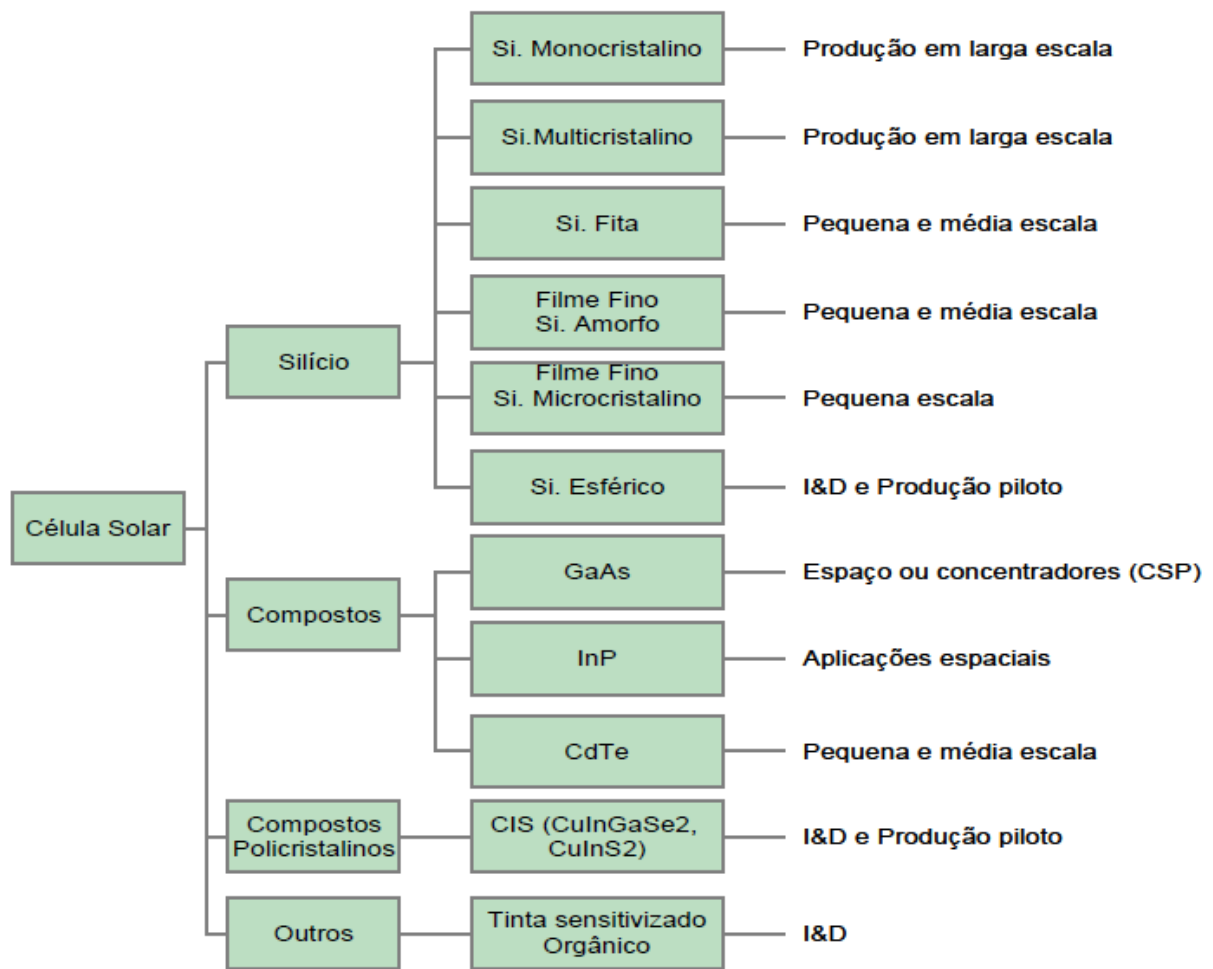 Si. Monocristalino
Produção em larga escala
Si.Multicristalino
Produção em larga escala
Si. Fita
Pequena e média escala
Filme Fino
Si. Amorfo
Pequena e média escala
Silício
Filme Fino
Si. Microcristalino
Pequena escala
Si. Esférico
I&D e Produção piloto
Célula Solar
GaAs
Espaço ou concentradores (CSP)
Compostos
InP
Aplicações espaciais
CdTe
Pequena e média escala
Compostos
Policristalinos
CIS (CuInGaSe2,
CuInS2)
I&D e Produção piloto
Outros
Tinta sensitivizado
Orgânico
I&D